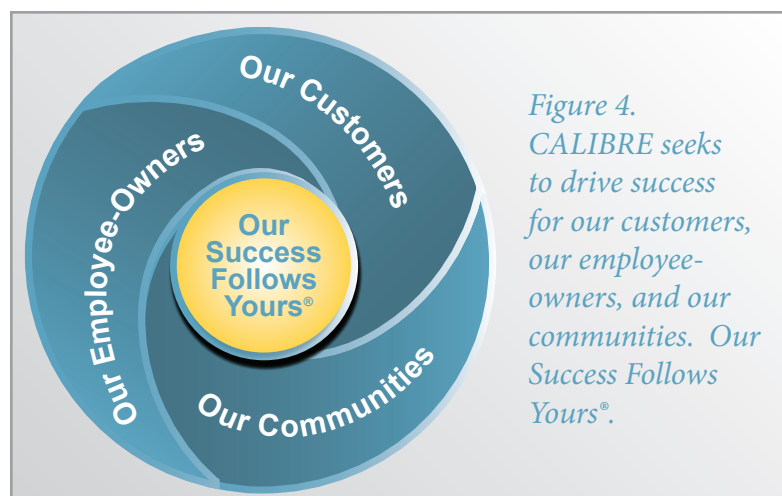 Our Customers
Our Employee-Owners
Our
Success
Follows
Yours®
Our Communities
Figure 4.
CALIBRE seeks
to drive success
for our customers,
our employee-
owners, and our
communities.  Our
Success Follows
Yours®.